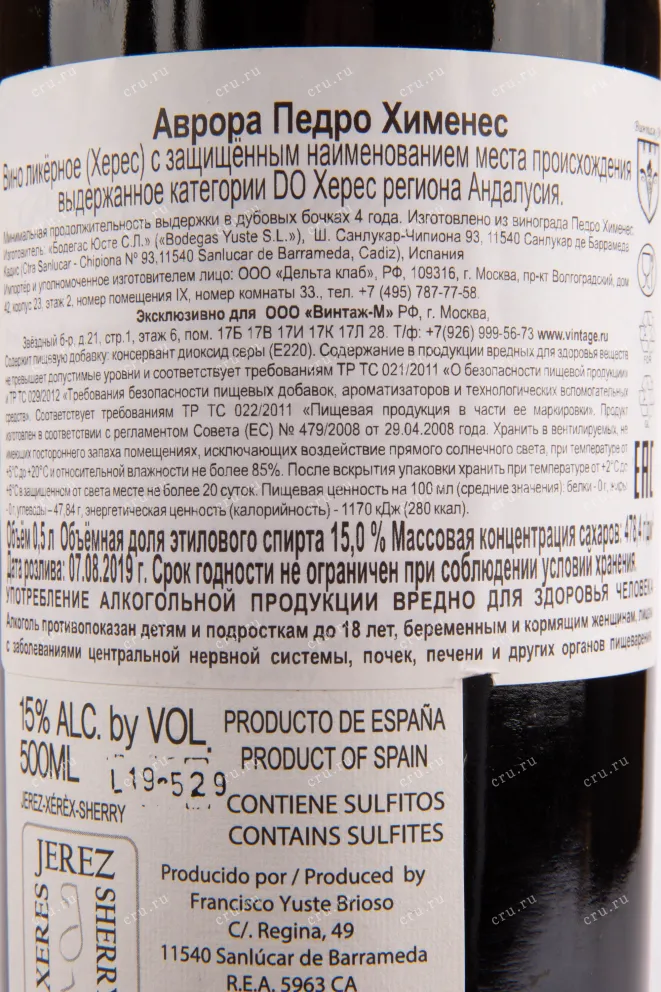 Аврора Педро Хименес
Вино ликёрное (Херес) с защищённым наименованием места происхождения
выдержанное категории DO Херес региона Андалусия.
Минимальная продолжительность выдержки в дубовых бочках 4 года. Изготовлено из винограда Педро Хименес.
Изготовитель: «Бодегас Юсте С.Л.» («Bodegas Yuste S.L.»), Ш. Санлукар-Чипиона 93, 11540 Санлукар де Баррамеда
Кадис (Ctra Sanlucar - Chipiona № 93,11540 Sanlucar de Barrameda, Cadiz), Испания
Импортёр и уполномоченное изготовителем лицо: ООО «Дельта клаб», РФ, 109316, г. Москва, пр-кт Волгоградский, дом
42, корпус 23, этаж 2, номер помещения IX, номер комнаты 33., тел. +7 (495) 787-77-58.
Эксклюзивно для ООО «Винтаж-М» РФ, г. Москва,
Звёздный б-р, д.21, стр.1, этаж 6, пом. 17Б 17В 17И 17К 17Л 28. Т/ф: +7(926) 999-56-73 www.vintage.ru
Содержит пищевую добавку: консервант диоксид серы (Е220). Содержание в продукции вредных для здоровья веществ
не превышает допустимые уровни и соответствует требованиям ТР ТС 021/2011 «О безопасности пищевой продукции»
и ТР ТС 029/2012 «Требования безопасности пищевых добавок, ароматизаторов и технологических вспомогательных
средств». Соответствует требованиям ТР ТС 022/2011 «Пищевая продукция в части ее маркировки». Продукт
изготовлен в соответствии с регламентом Совета (ЕС) № 479/2008 от 29.04.2008 года. Хранить в вентилируемых, не
имеющих постороннего запаха помещениях, исключающих воздействие прямого солнечного света, при температуре от
+5°С до +20°С и относительной влажности не более 85%. После вскрытия упаковки хранить при температуре от +2°С до
+6°С в защищенном от света месте не более 20 суток. Пищевая ценность на 100 мл (средние значения): белки - 0 г, жиры
- 0 г, углеводы – 47,84 г, энергетическая ценность (калорийность) - 1170 кДж (280 ккал).
Объём 0,5 л Объёмная доля этилового спирта 15,0 % Массовая концентрация сахаров: 478,4
Дата розлива: 07.08.2019 г. Срок годности не ограничен при соблюдении условий хранения.
УПОТРЕБЛЕНИЕ АЛКОГОЛЬНОЙ ПРОДУКЦИИ ВРЕДНО ДЛЯ ЗДОРОВЬЯ ЧЕЛОВЕКА
Алкоголь противопоказан детям и подросткам до 18 лет, беременным и кормящим женщинам, лицам
с заболеваниями центральной нервной системы, почек, печени и других органов пищеварения
EAC
15% ALC. by VOL.
500ML
L19-529
JEREZ-XÉRÈX-SHERRY
JEREZ
XERES
SHERRY
PRODUCTO DE ESPAÑA
PRODUCT OF SPAIN
CONTIENE SULFITOS
CONTAINS SULFITES
Producido por / Produced by
Francisco Yuste Brioso
C/. Regina, 49
11540 Sanlúcar de Barrameda
R.E.A. 5963 CA
cru.ru